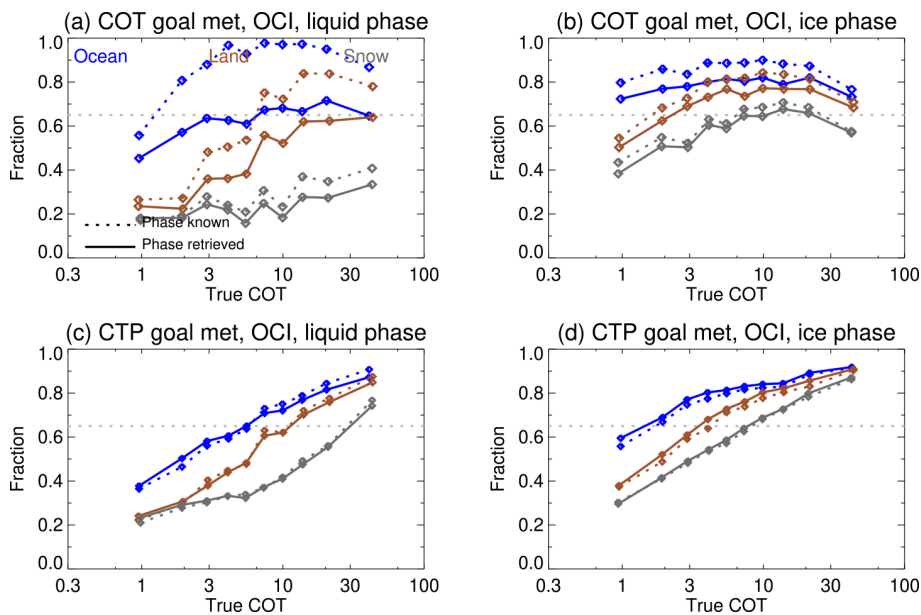 (a) COT goal met, OCI, liquid phase
1.0
0.8
0.6
0.4
0.2
0.0
Fraction
Ocean Land Snow
Phase known
Phase retrieved
0.3 1 3 10 30 100
True COT
(b) COT goal met, OCI, ice phase
1.0
0.8
0.6
0.4
0.2
0.0
Fraction
0.3 1 3 10 30 100
True COT
(c) CTP goal met, OCI, liquid phase
1.0
0.8
0.6
0.4
0.2
0.0
Fraction
0.3 1 3 10 30 100
True COT
(d) CTP goal met, OCI, ice phase
1.0
0.8
0.6
0.4
0.2
0.0
Fraction
0.3 1 3 10 30 100
True COT